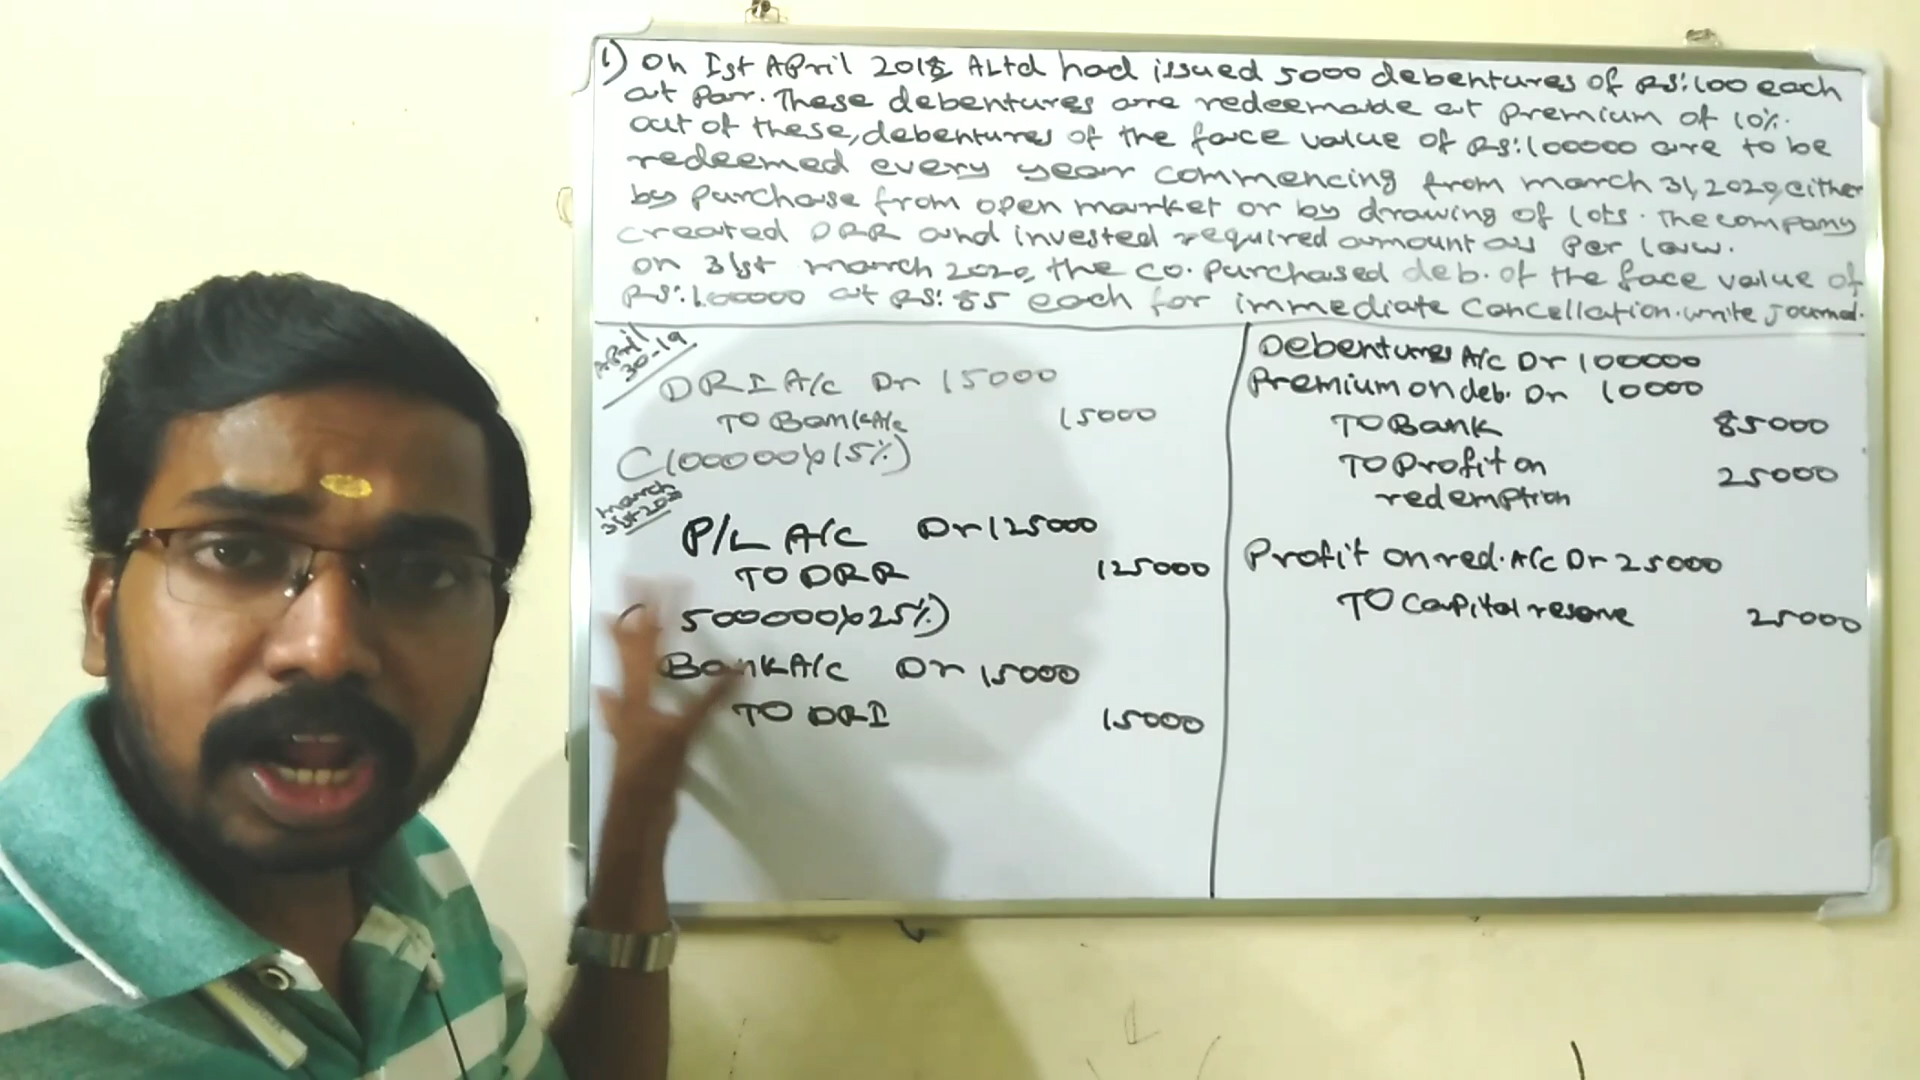 1) On Ist April 2018 A Ltd had issued 5000 debentures of Rs: 100 each
at Par. These debentures are redeemable at Premium of 10%.
out of these, debentures of the face value of Rs: 100000 are to be
redeemed every year commencing from march 31, 2020, either
by purchase from open market or by drawing of lots. The company
created DRR and invested required amount as Per law.
on 31st march 2020, the co. purchased deb. of the face value of
Rs: 100000 at Rs: 85 each for immediate Cancellation. write Journal.
April
30-19
DRI A/c Dr 15000
TO Bank A/c 15000
(100000x15%)
march
31st 2020
P/L A/c Dr 125000
TO DRR 125000
(500000x25%)
Bank A/c Dr 15000
TO DRI 15000
Debentures A/c Dr 100000
Premium on deb. Dr 10000
TO Bank 85000
TO Profit on 25000
redemption
Profit on red. A/c Dr 25000
TO Capital reserve 25000